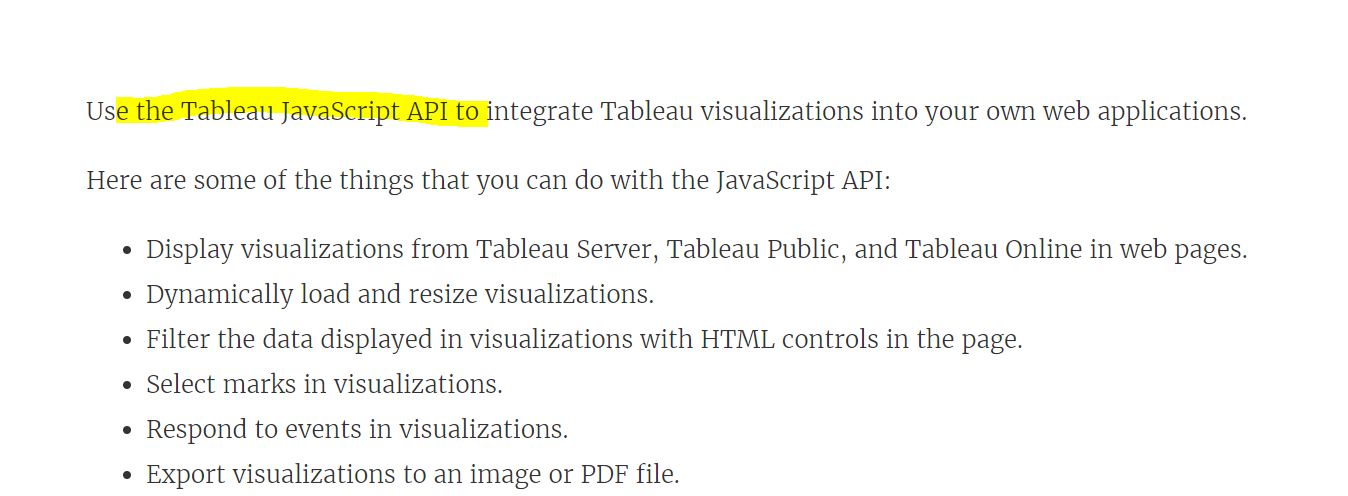 Use the Tableau JavaScript API to integrate Tableau visualizations into your own web applications.
Here are some of the things that you can do with the JavaScript API:
• Display visualizations from Tableau Server, Tableau Public, and Tableau Online in web pages.
• Dynamically load and resize visualizations.
• Filter the data displayed in visualizations with HTML controls in the page.
• Select marks in visualizations.
• Respond to events in visualizations.
• Export visualizations to an image or PDF file.